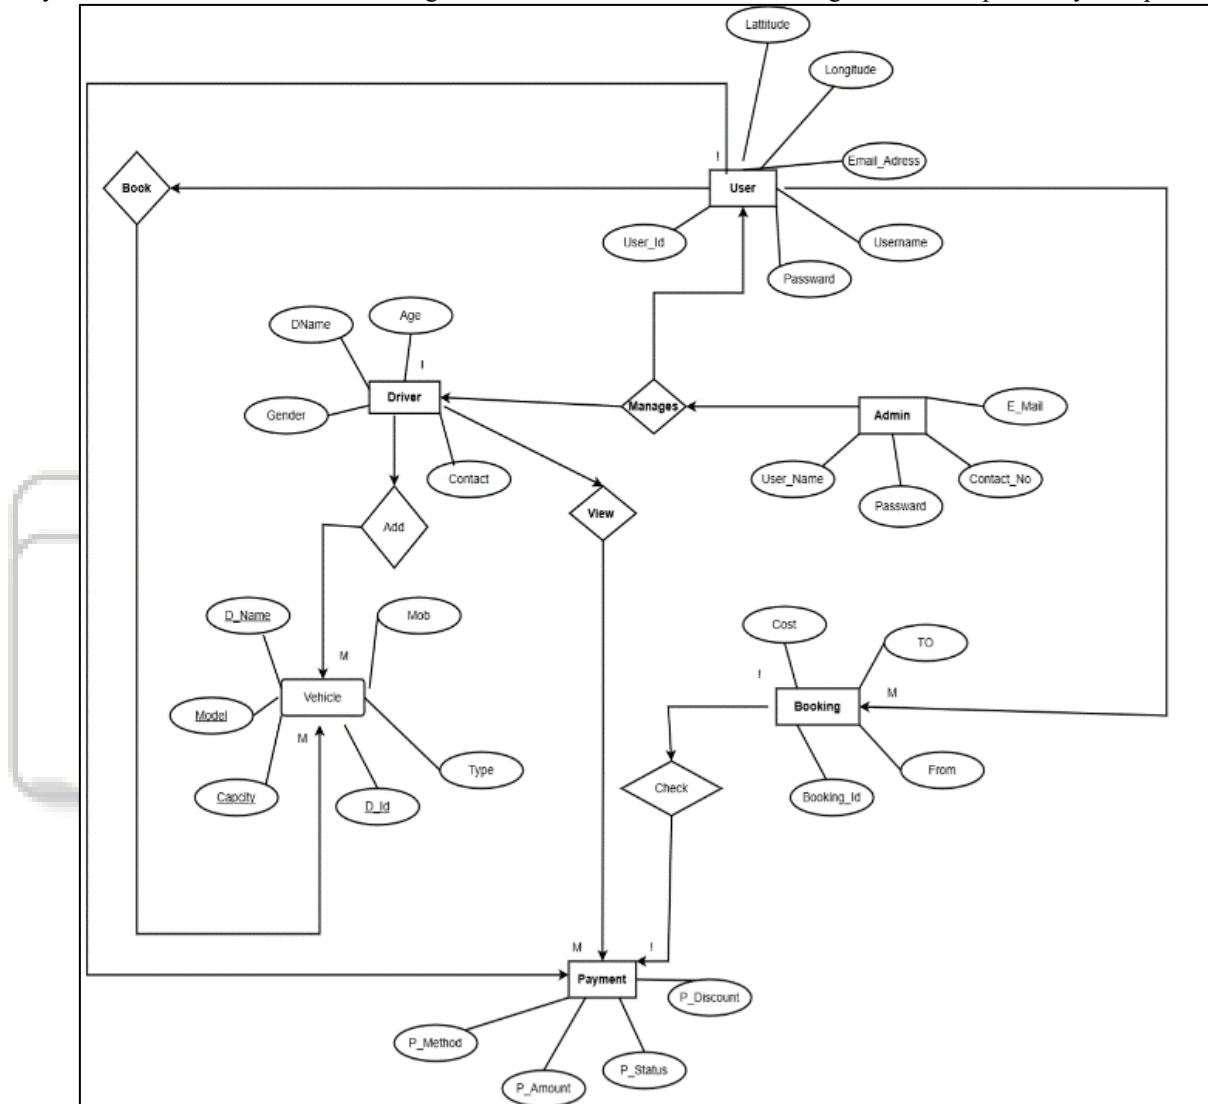 Lattitude
Longitude
Email_Adress
!
Book
User
User_Id
Username
Passward
DName
Age
!
Driver
Gender
Manages
Admin
E_Mail
Contact
User_Name
Contact_No
Passward
View
Add
D_Name
Mob
Cost
TO
M
!
M
Vehicle
Booking
Model
M
Type
From
Check
Capcity
D_Id
Booking_Id
M
!
Payment
P_Discount
P_Method
P_Status
P_Amount